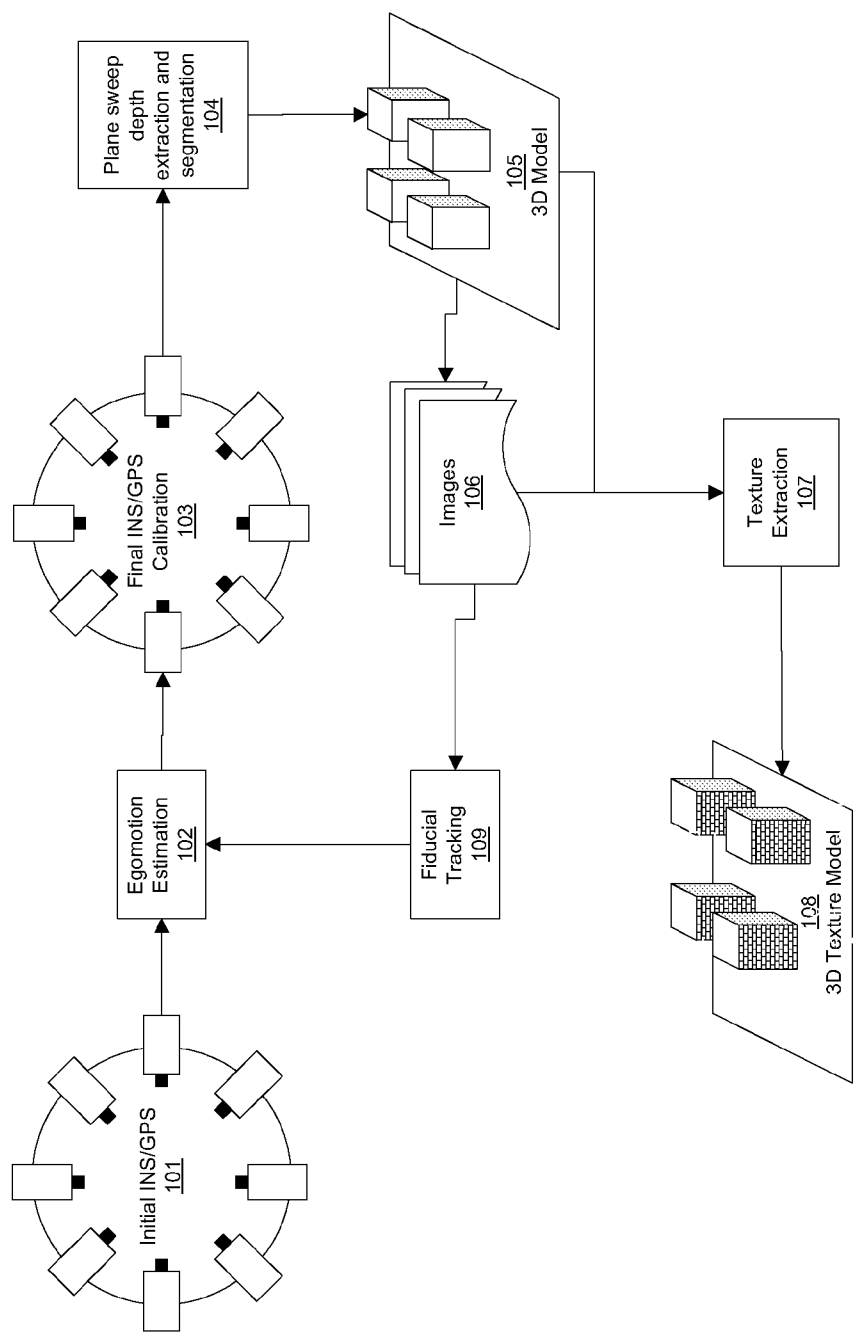 Initial INS/GPS
101
Egomotion
Estimation
102
Final INS/GPS
Calibration
103
Plane sweep
depth
extraction and
segmentation
104
105
3D Model
Images
106
Fiducial
Tracking
109
Texture
Extraction
107
108
3D Texture Model